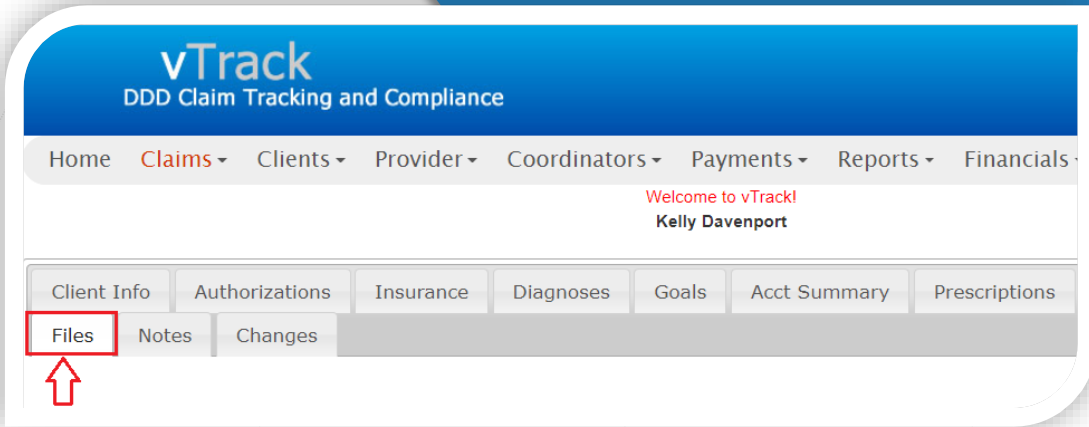 vTrack
DDD Claim Tracking and Compliance
Home Claims Clients Provider Coordinators Payments Reports Financials
Welcome to vTrack!
Kelly Davenport
Client Info Authorizations Insurance Diagnoses Goals Acct Summary Prescriptions
Files Notes Changes